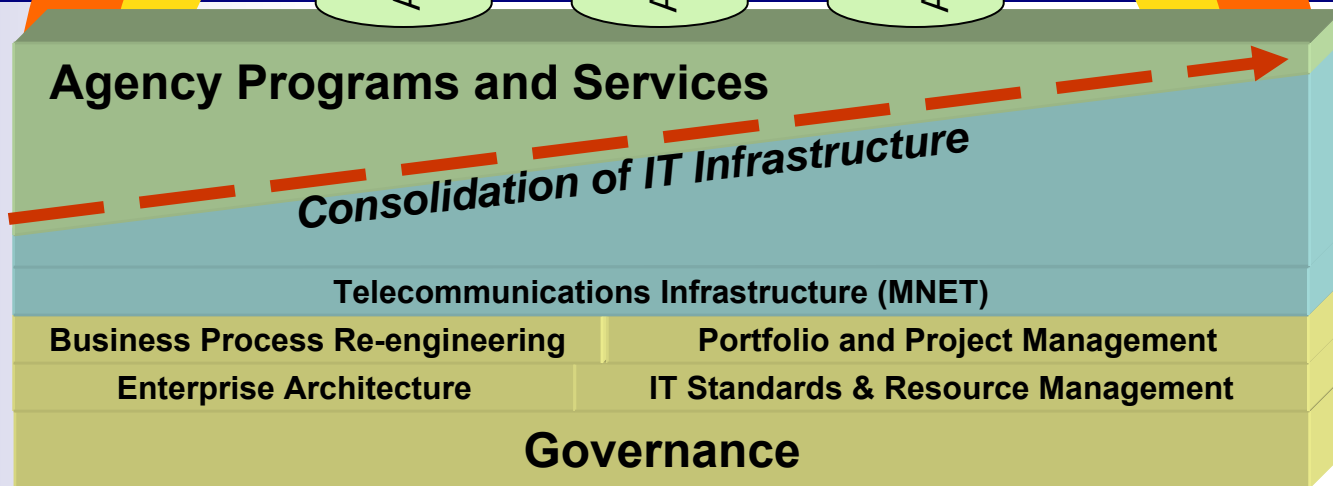 Agency Programs and Services
Consolidation of IT Infrastructure
Telecommunications Infrastructure (MNET)
Business Process Re-engineering
Portfolio and Project Management
Enterprise Architecture
IT Standards & Resource Management
Governance